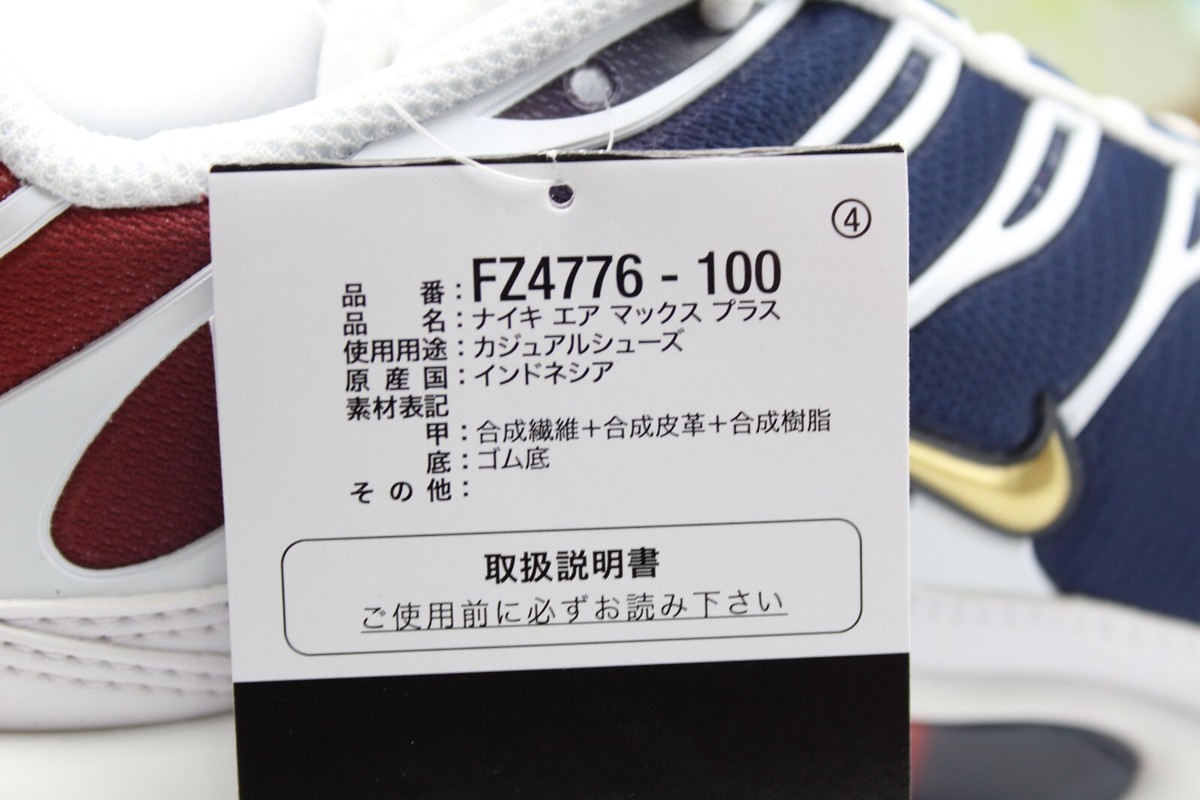 ④
品番：FZ4776 - 100
品名：ナイキ エア マックス プラス
使用用途：カジュアルシューズ
原産国：インドネシア
素材表記
甲：合成繊維＋合成皮革＋合成樹脂
底：ゴム底
その他：
取扱説明書
ご使用前に必ずお読み下さい